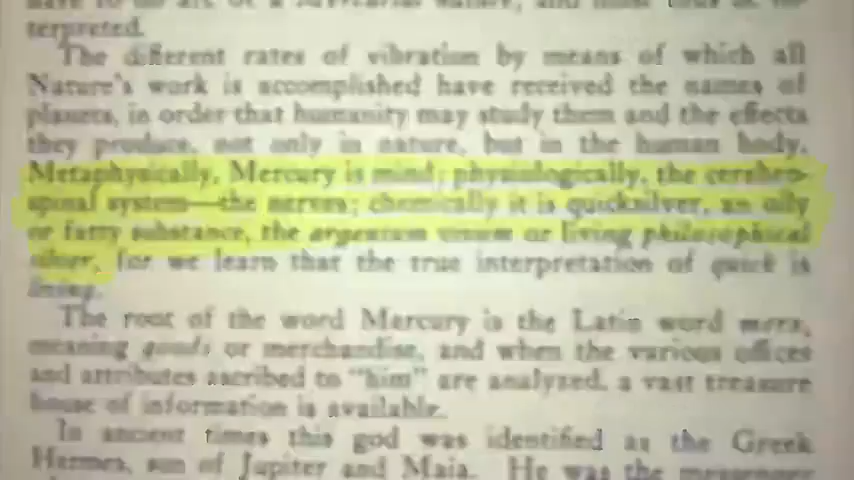 terpreted.
The different rates of vibration by means of which all
Nature's work is accomplished have received the names of
planets, in order that humanity may study them and the effects
they produce, not only in nature, but in the human body.
Metaphysically, Mercury is mind; physiologically, the cerebro-
spinal system—the nerves; chemically it is quicksilver, an oily
or fatty substance, the argentum vivum or living philosophical
silver, for we learn that the true interpretation of quick is
living.
The root of the word Mercury is the Latin word merx,
meaning goods or merchandise, and when the various offices
and attributes ascribed to "him" are analyzed, a vast treasure
house of information is available.
In ancient times this god was identified as the Greek
Hermes, son of Jupiter and Maia. He was the messenger